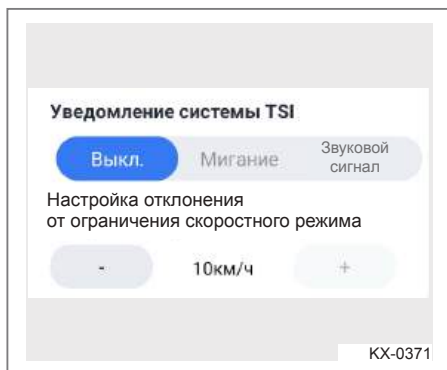 Уведомление системы TSI
Выкл.
Мигание
Звуковой
сигнал
Настройка отклонения
от ограничения скоростного режима
-
10км/ч
+
KX-0371